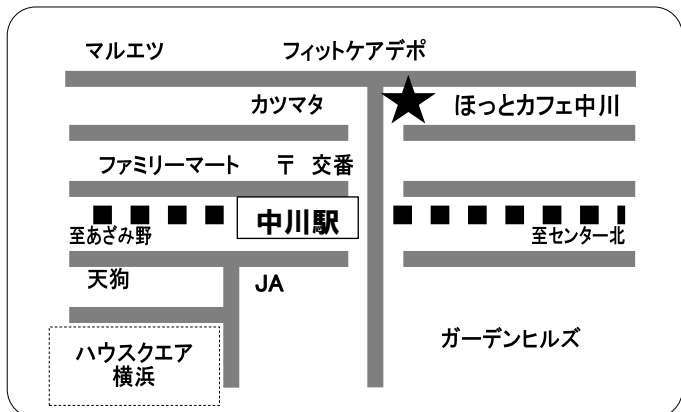 マルエツ
フィットケアデポ
カツマタ
ほっとカフェ中川
ファミリーマート
〒 交番
中川駅
至あざみ野
至センター北
天狗
JA
ガーデンヒルズ
ハウスクエア
横浜